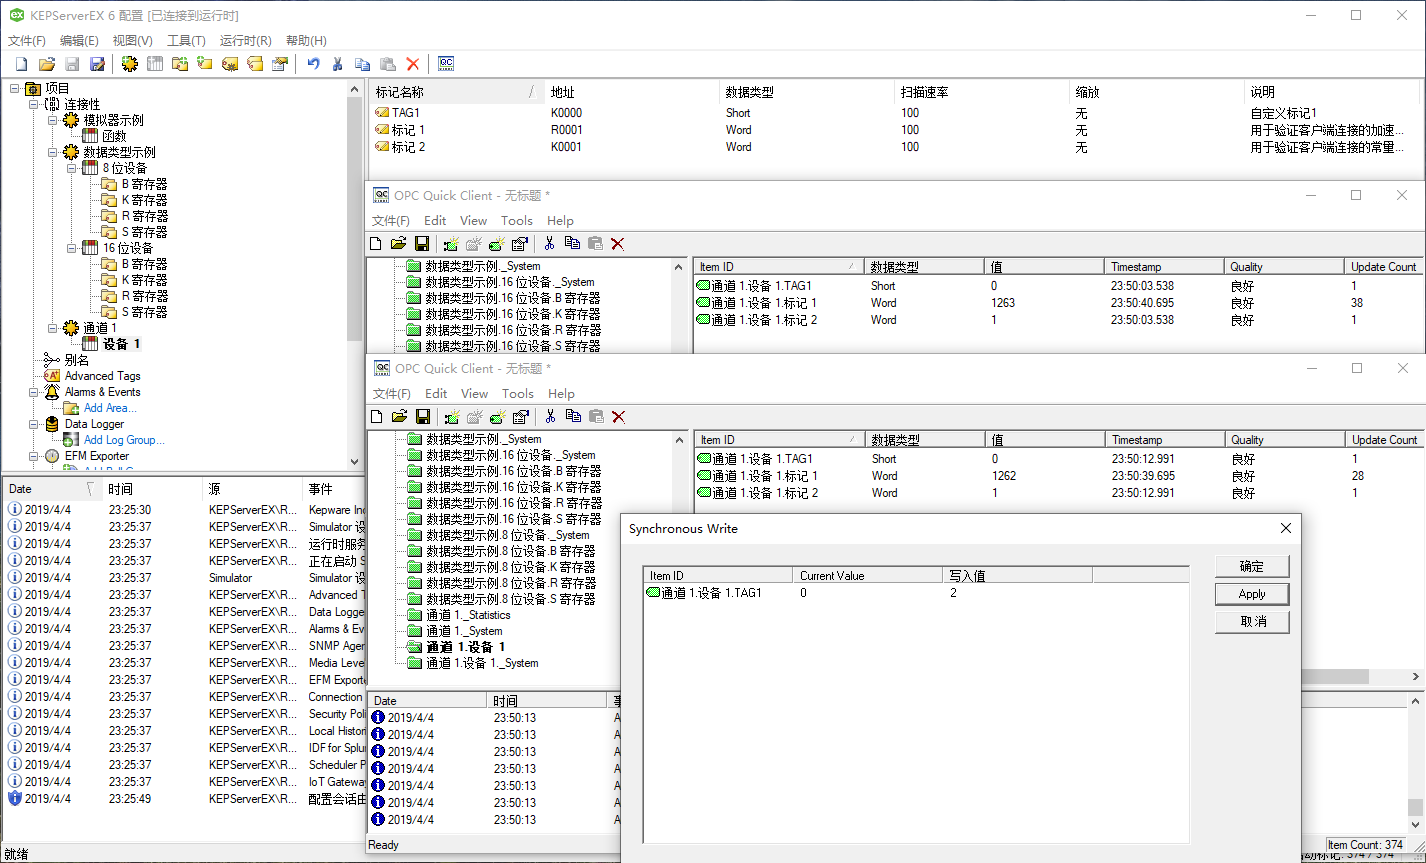 KEPServerEX 6 配置 [已连接到运行时]
文件(F) 编辑(E) 视图(V) 工具(T) 运行时(R) 帮助(H)
项目
连接性
模拟器示例
函数
数据类型示例
8 位设备
B 寄存器
K 寄存器
R 寄存器
S 寄存器
16 位设备
B 寄存器
K 寄存器
R 寄存器
S 寄存器
通道 1
设备 1
别名
Advanced Tags
Alarms & Events
Add Area...
Data Logger
Add Log Group...
EFM Exporter
标记名称 地址 数据类型 扫描速率 缩放 说明
TAG1 K0000 Short 100 无 自定义标记1
标记 1 R0001 Word 100 无 用于验证客户端连接的加速...
标记 2 K0001 Word 100 无 用于验证客户端连接的常量...
OPC Quick Client - 无标题 *
文件(F) Edit View Tools Help
数据类型示例._System
数据类型示例.16 位设备._System
数据类型示例.16 位设备.B 寄存器
数据类型示例.16 位设备.K 寄存器
数据类型示例.16 位设备.R 寄存器
数据类型示例.16 位设备.S 寄存器
Item ID 数据类型 值 Timestamp Quality Update Count
通道 1.设备 1.TAG1 Short 0 23:50:03.538 良好 1
通道 1.设备 1.标记 1 Word 1263 23:50:40.695 良好 38
通道 1.设备 1.标记 2 Word 1 23:50:03.538 良好 1
OPC Quick Client - 无标题 *
文件(F) Edit View Tools Help
数据类型示例._System
数据类型示例.16 位设备._System
数据类型示例.16 位设备.B 寄存器
数据类型示例.16 位设备.K 寄存器
数据类型示例.16 位设备.R 寄存器
数据类型示例.16 位设备.S 寄存器
数据类型示例.8 位设备._System
数据类型示例.8 位设备.B 寄存器
数据类型示例.8 位设备.K 寄存器
数据类型示例.8 位设备.R 寄存器
数据类型示例.8 位设备.S 寄存器
通道 1._Statistics
通道 1._System
通道 1.设备 1
通道 1.设备 1._System
Item ID 数据类型 值 Timestamp Quality Update Count
通道 1.设备 1.TAG1 Short 0 23:50:12.991 良好 1
通道 1.设备 1.标记 1 Word 1262 23:50:39.695 良好 28
通道 1.设备 1.标记 2 Word 1 23:50:12.991 良好 1
Synchronous Write
Item ID Current Value 写入值
通道 1.设备 1.TAG1 0 2
确定
Apply
取消
Date 时间
2019/4/4 23:50:13 A
2019/4/4 23:50:13 A
2019/4/4 23:50:13 A
2019/4/4 23:50:13 A
2019/4/4 23:50:13 A
2019/4/4 23:50:13 A
2019/4/4 23:50:13 A
Ready
Item Count: 374
Date 时间 源 事件
2019/4/4 23:25:30 KEPServerEX\R... Kepware Inc
2019/4/4 23:25:37 KEPServerEX\R... Simulator 设
2019/4/4 23:25:37 KEPServerEX\R... 运行时服务
2019/4/4 23:25:37 KEPServerEX\R... 正在启动 S
2019/4/4 23:25:37 Simulator Simulator 设
2019/4/4 23:25:37 KEPServerEX\R... Advanced T
2019/4/4 23:25:37 KEPServerEX\R... Data Logge
2019/4/4 23:25:37 KEPServerEX\R... Alarms & Ev
2019/4/4 23:25:37 KEPServerEX\R... SNMP Ager
2019/4/4 23:25:37 KEPServerEX\R... Media Leve
2019/4/4 23:25:37 KEPServerEX\R... EFM Exporte
2019/4/4 23:25:37 KEPServerEX\R... Connection
2019/4/4 23:25:37 KEPServerEX\R... Security Poli
2019/4/4 23:25:37 KEPServerEX\R... Local Histori
2019/4/4 23:25:37 KEPServerEX\R... IDF for Splu
2019/4/4 23:25:37 KEPServerEX\R... Scheduler P
2019/4/4 23:25:37 KEPServerEX\R... IoT Gateway
2019/4/4 23:25:49 KEPServerEX\R... 配置会话由
就绪